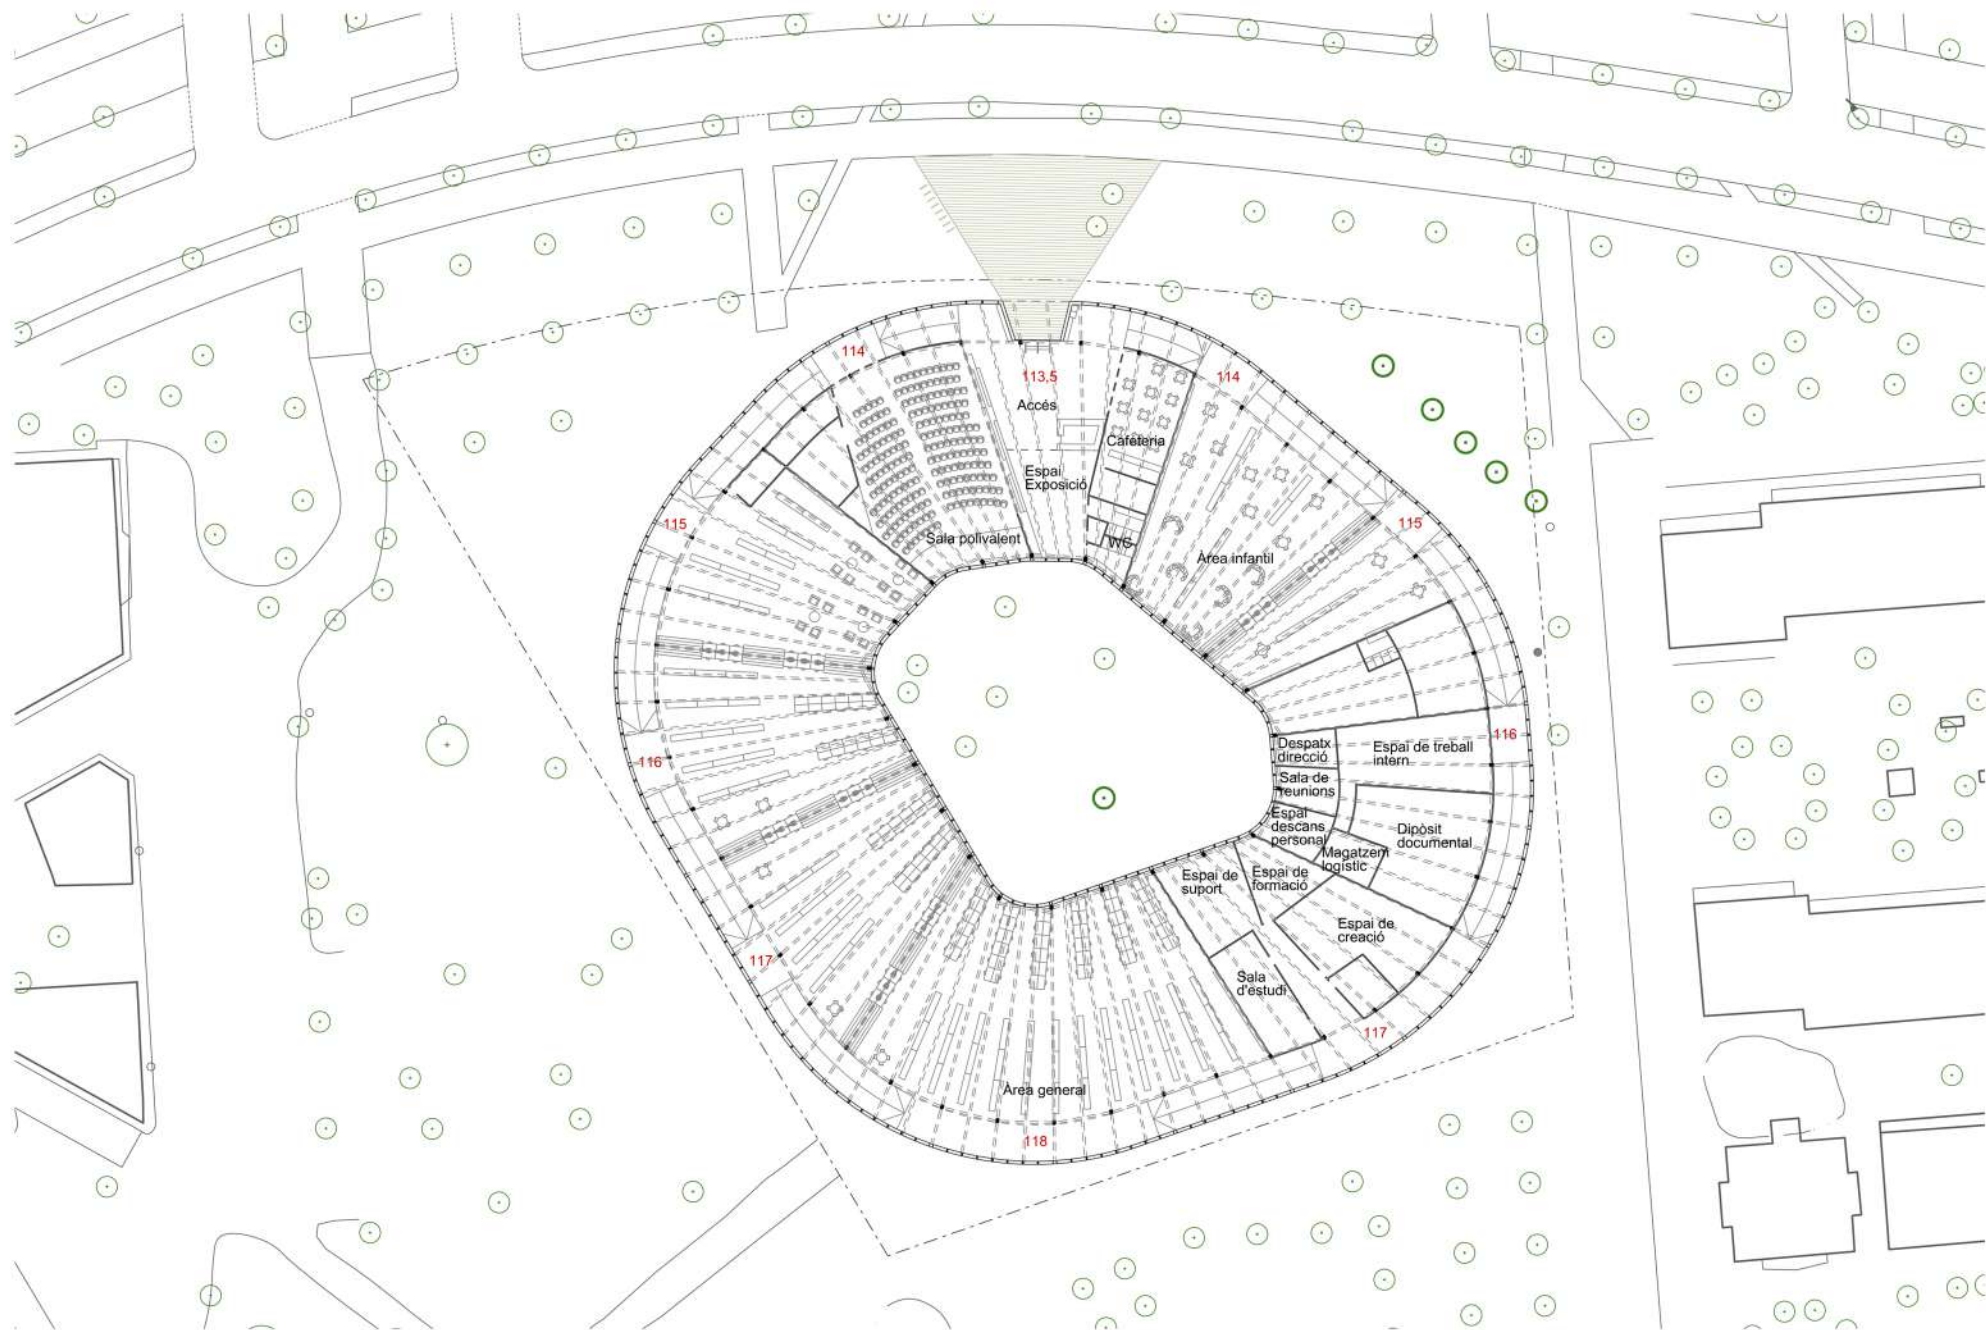 114
113,5
114
Accés
Cafeteria
Espai
Exposició
115
115
Sala polivalent
WC
Àrea infantil
116
116
Despatx
direcció
Espai de treball
intern
Sala de
reunions
Espai
descans
personal
Dipòsit
documental
Magatzem
logístic
Espai de
suport
Espai de
formació
Espai de
creació
117
Sala
d'estudi
117
Àrea general
118